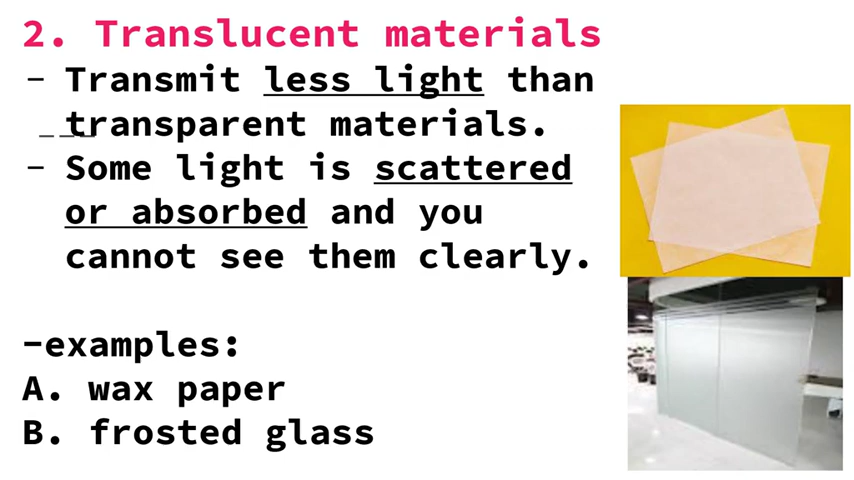 2. Translucent materials
- Transmit less light than
transparent materials.
- Some light is scattered
or absorbed and you
cannot see them clearly.
-examples:
A. wax paper
B. frosted glass